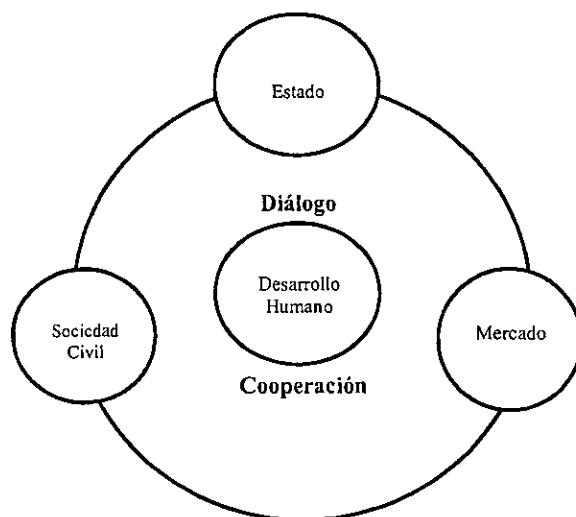 Estado
Diálogo
Desarrollo
Humano
Sociedad
Civil
Mercado
Cooperación